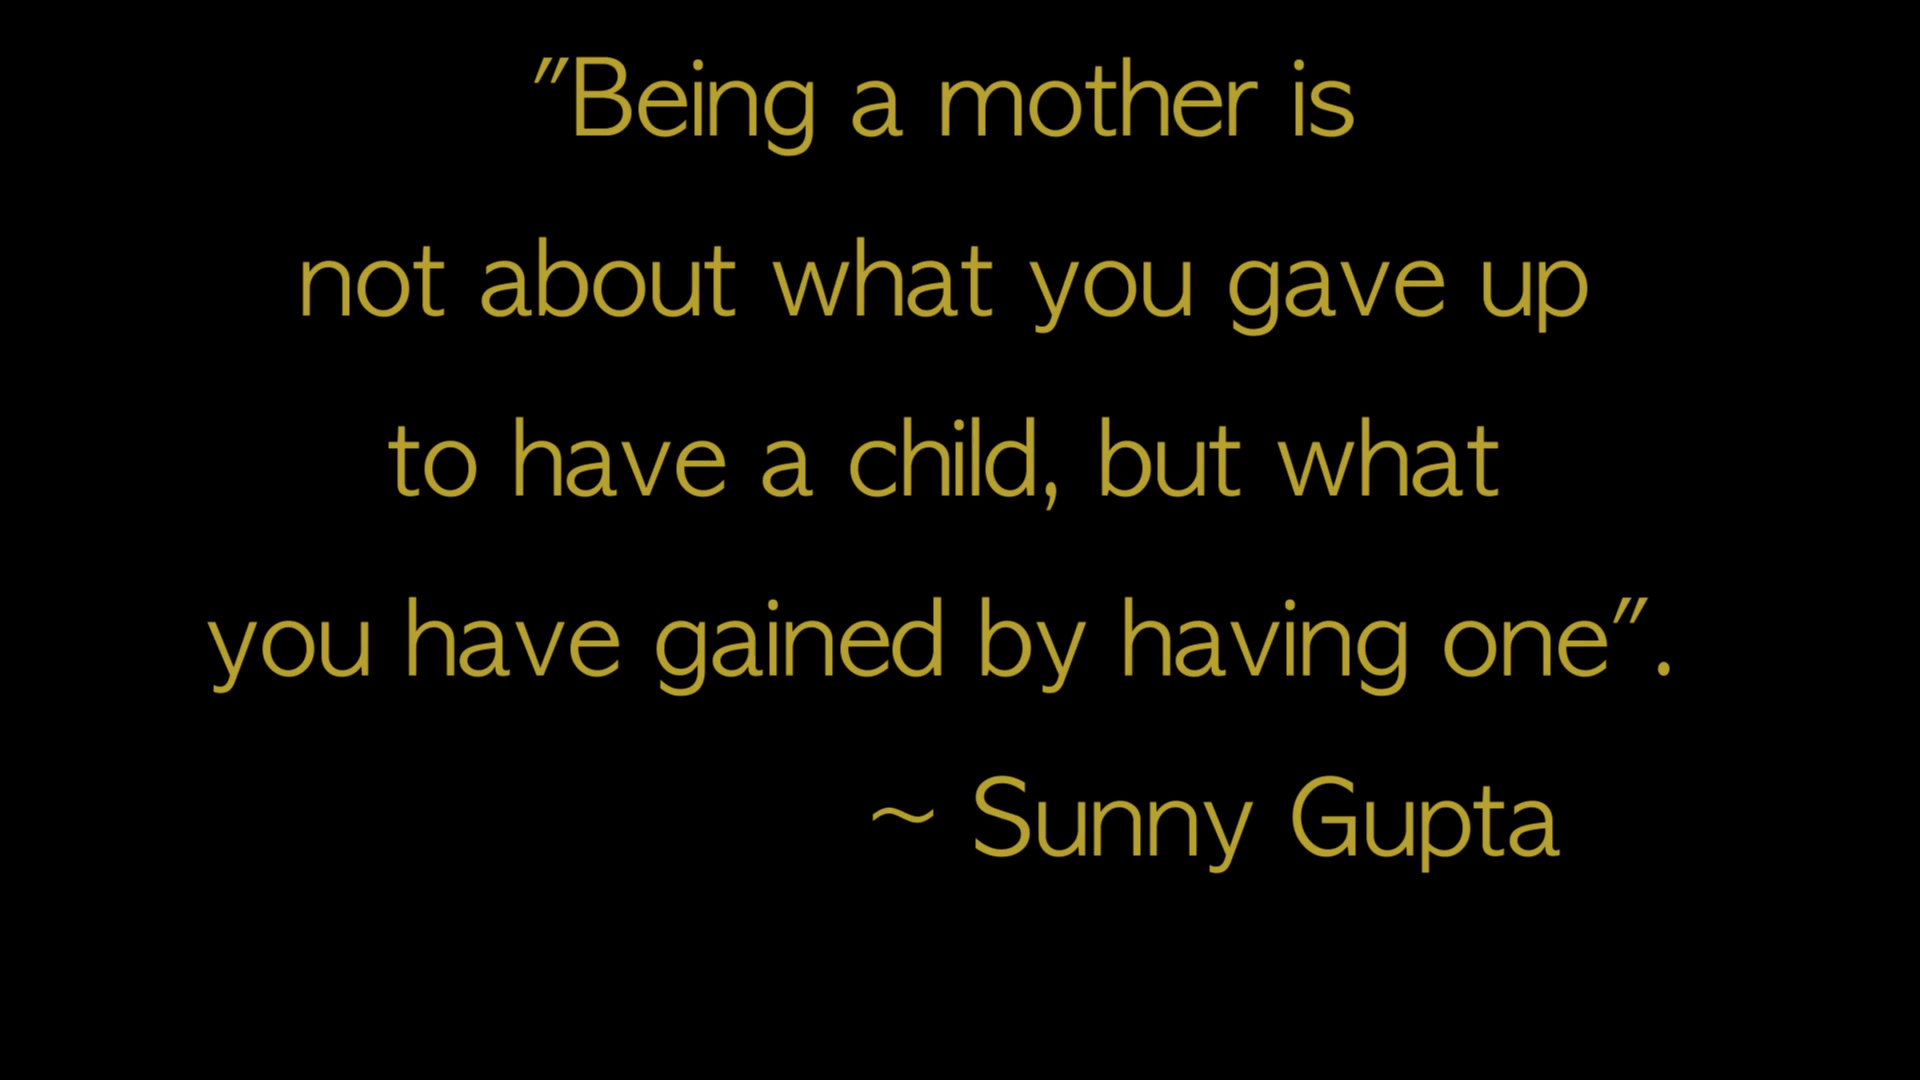 "Being a mother is
not about what you gave up
to have a child, but what
you have gained by having one".
~ Sunny Gupta